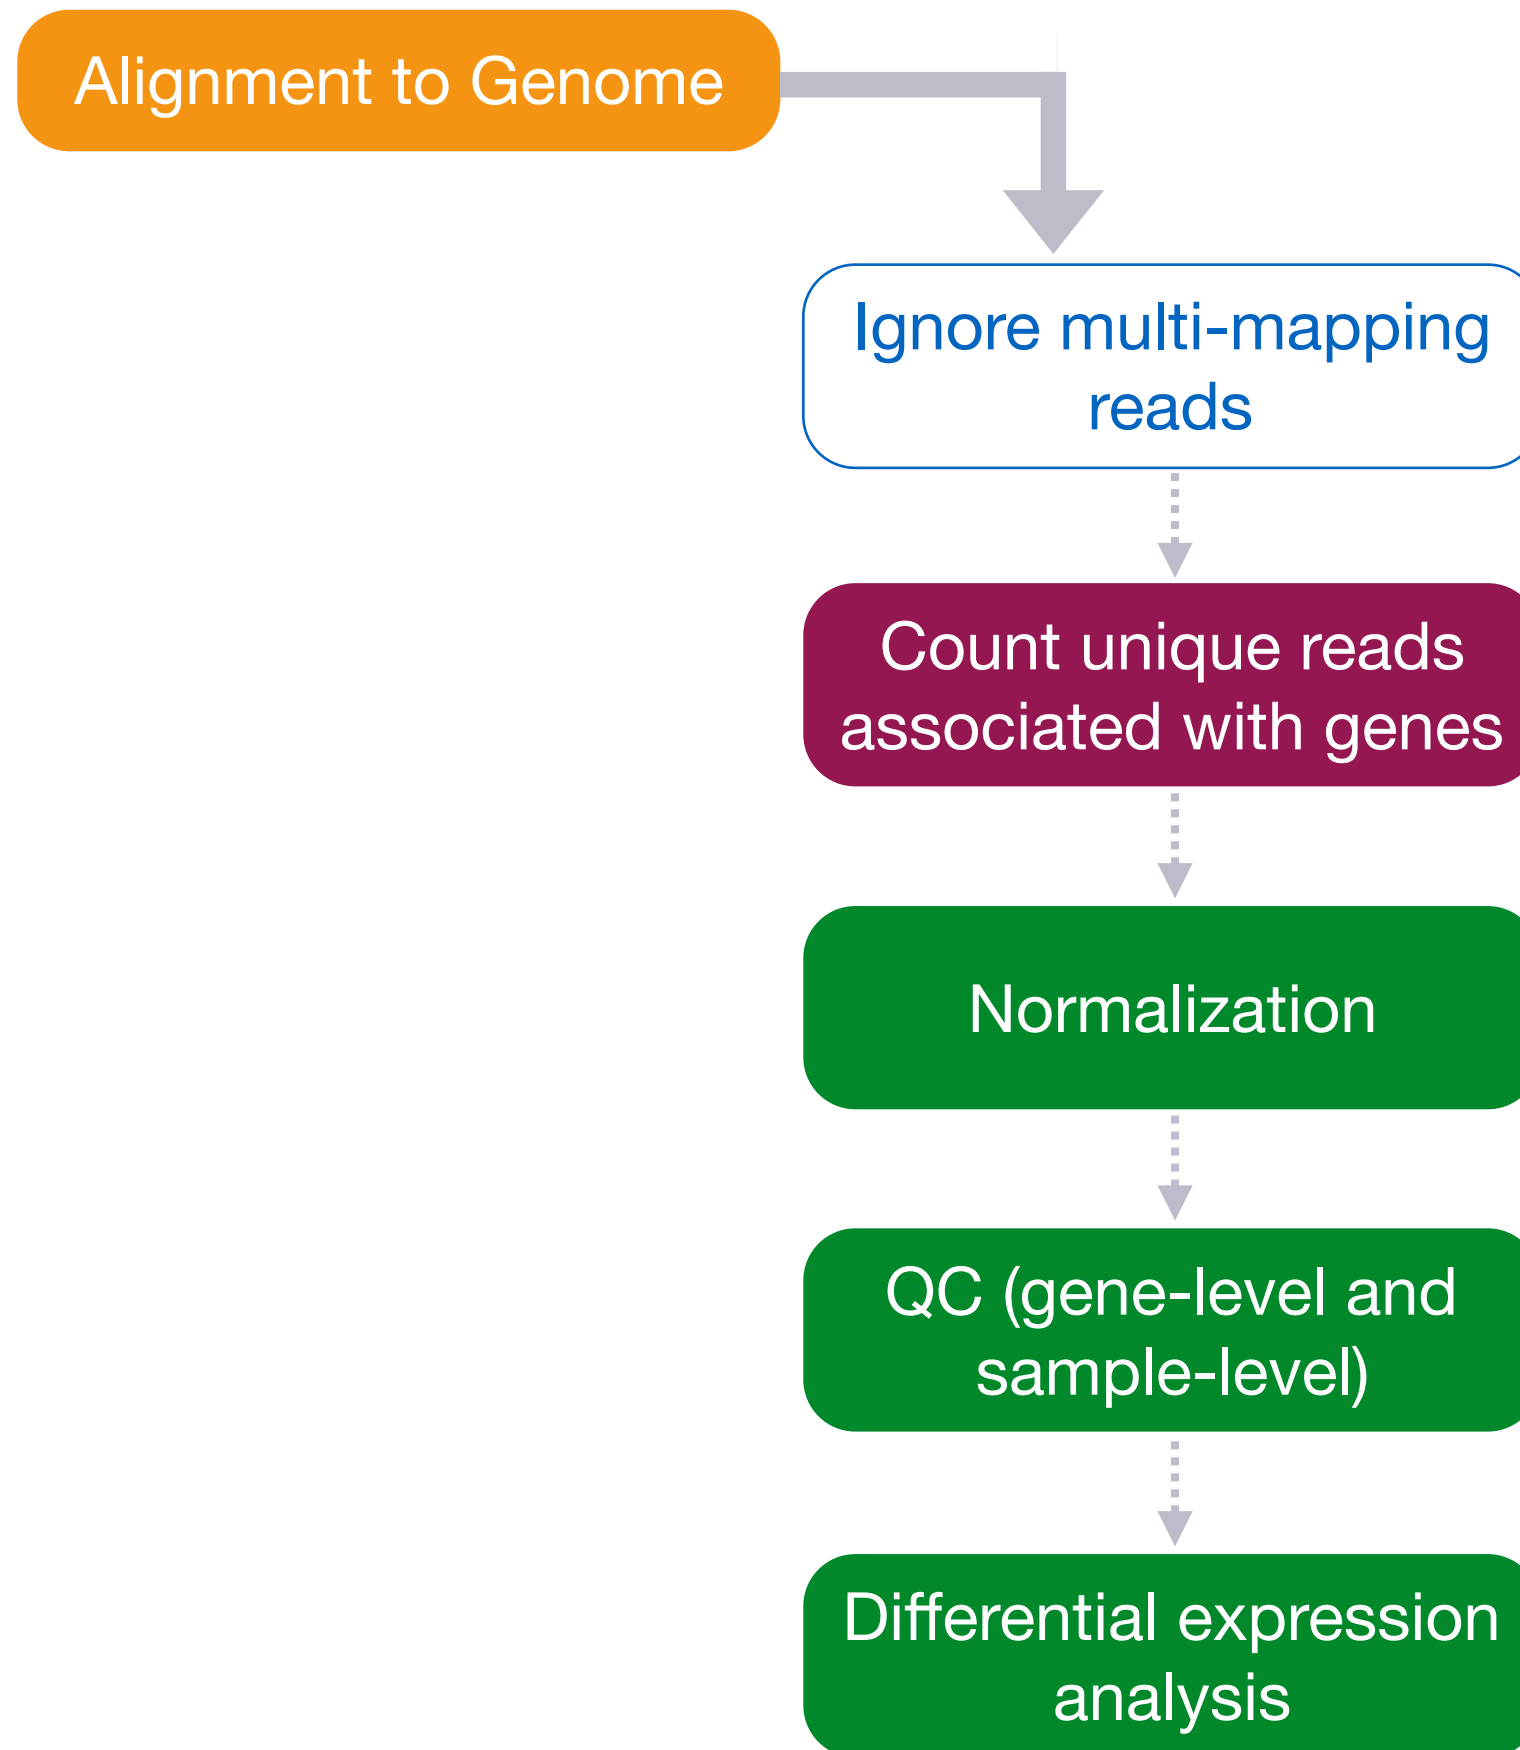 Alignment to Genome
Ignore multi-mapping
reads
Count unique reads
associated with genes
Normalization
QC (gene-level and
sample-level)
Differential expression
analysis